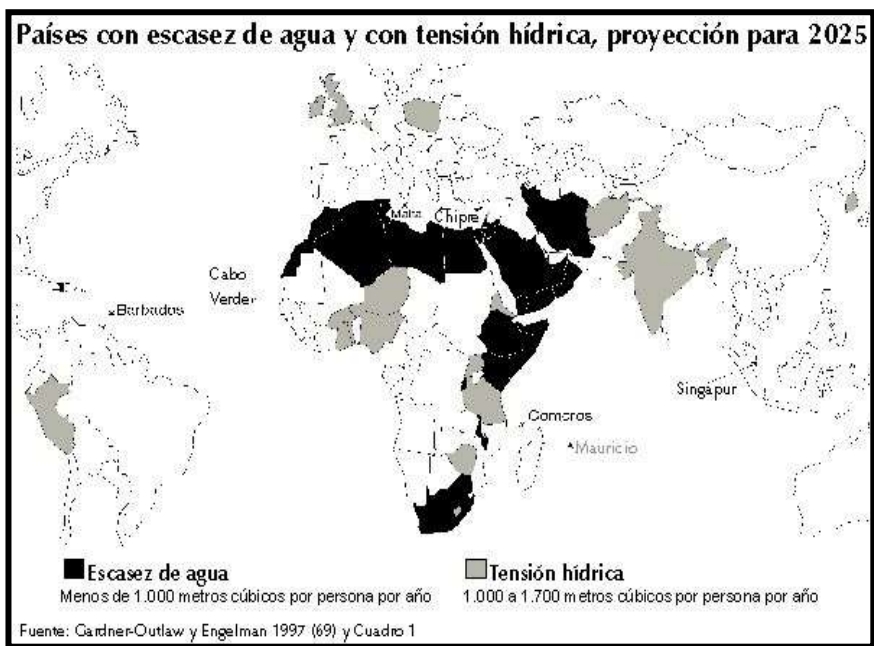 Países con escasez de agua y con tensión hídrica, proyección para 2025
Malta
Chipre
Cabo
Verder
Barbados
Singapur
Comoros
Mauricio
Escasez de agua
Menos de 1.000 metros cúbicos por persona por año
Tensión hídrica
1.000 a 1.700 metros cúbicos por persona por año
Fuente: Gardner-Outlaw y Engelman 1997 (69) y Cuadro 1